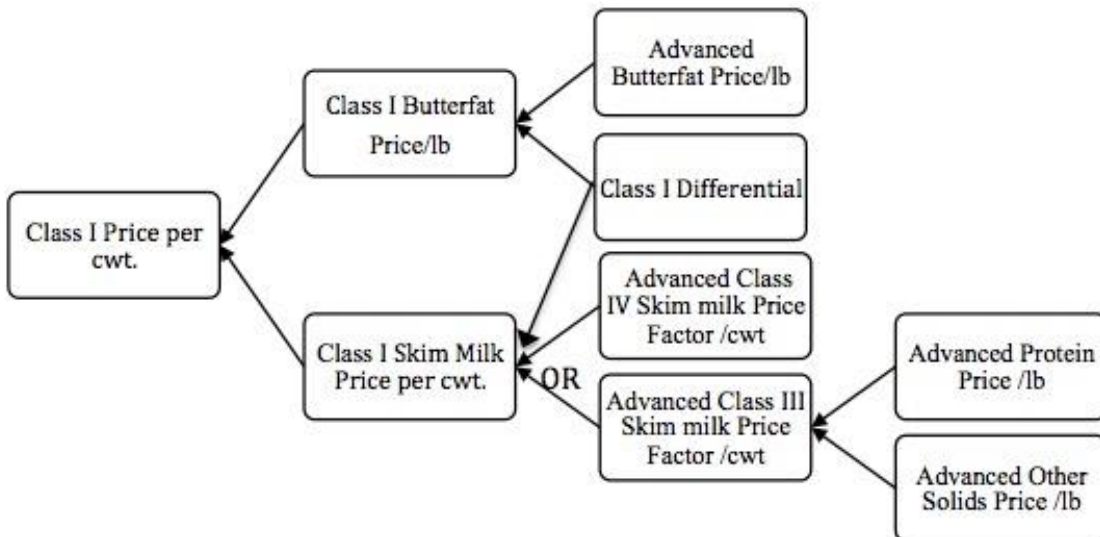 Class I Price per
cwt.
Class I Butterfat
Price/lb
Class I Skim Milk
Price per cwt.
Advanced
Butterfat Price/lb
Class I Differential
Advanced Class
IV Skim milk Price
Factor /cwt
OR
Advanced Class III
Skim milk Price
Factor /cwt
Advanced Protein
Price /lb
Advanced Other
Solids Price /lb